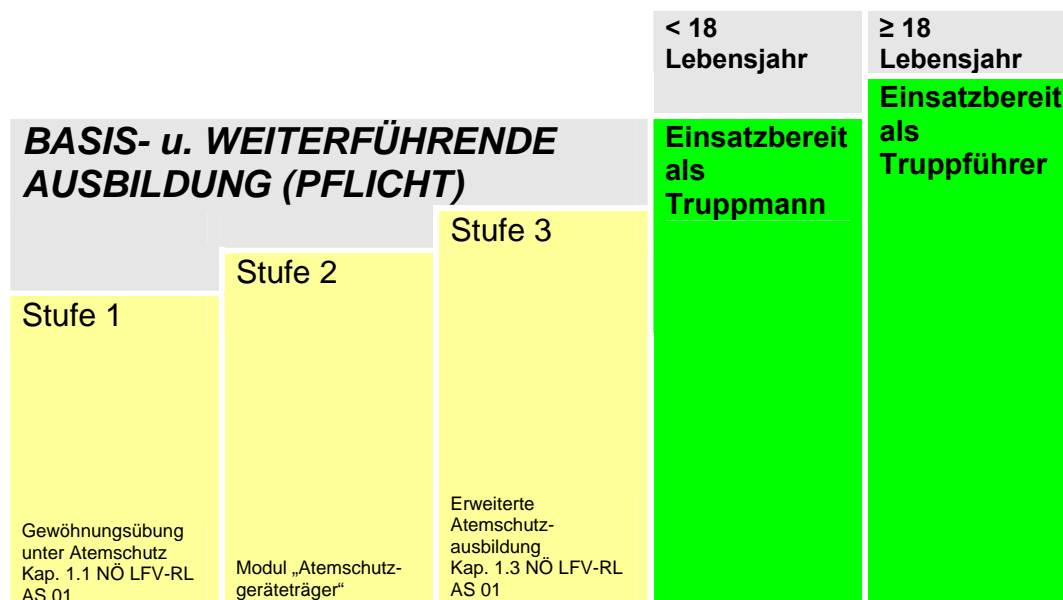 < 18
Lebensjahr
≥ 18
Lebensjahr
BASIS- u. WEITERFÜHRENDE
AUSBILDUNG (PFLICHT)
Einsatzbereit
als
Truppmann
Einsatzbereit
als
Truppführer
Stufe 1
Gewöhnungsübung
unter Atemschutz
Kap. 1.1 NÖ LFV-RL
AS 01
Stufe 2
Modul „Atemschutz-
geräteträger“
Stufe 3
Erweiterte
Atemschutz-
ausbildung
Kap. 1.3 NÖ LFV-RL
AS 01